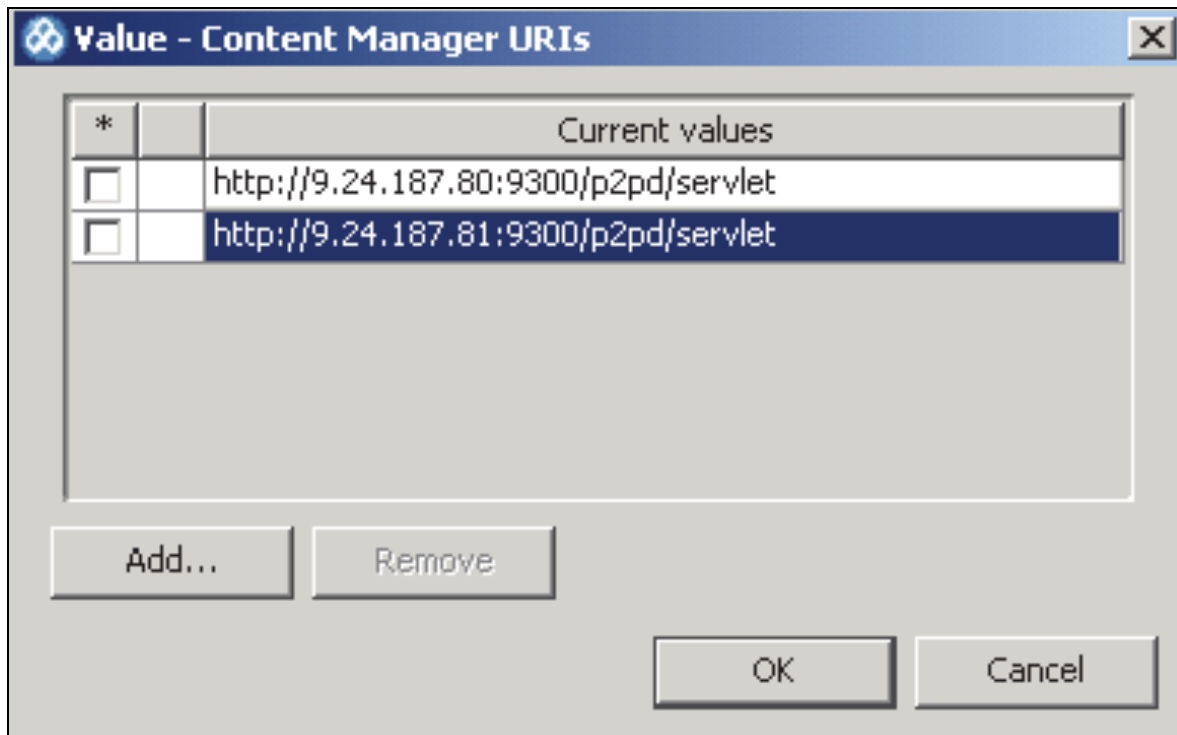 Value - Content Manager URIs
* Current values
http://9.24.187.80:9300/p2pd/servlet
http://9.24.187.81:9300/p2pd/servlet
Add... Remove
OK Cancel